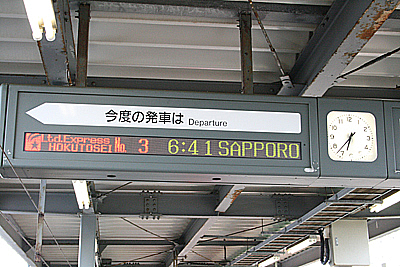 今度の発車は Departure
Ltd.Express
HOKUTOSEI No. 3 6:41 SAPPORO